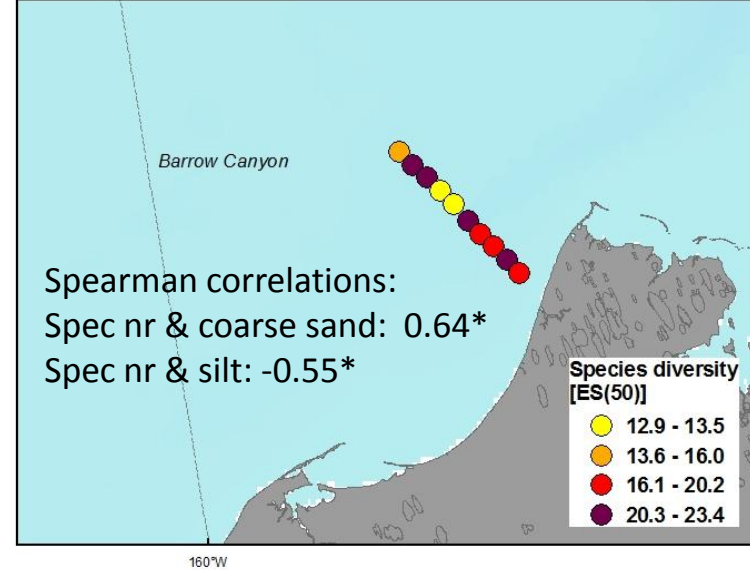 Barrow Canyon
Spearman correlations:
Spec nr & coarse sand: 0.64*
Spec nr & silt: -0.55*
Species diversity
[ES(50)]
12.9 - 13.5
13.6 - 16.0
16.1 - 20.2
20.3 - 23.4
160°W